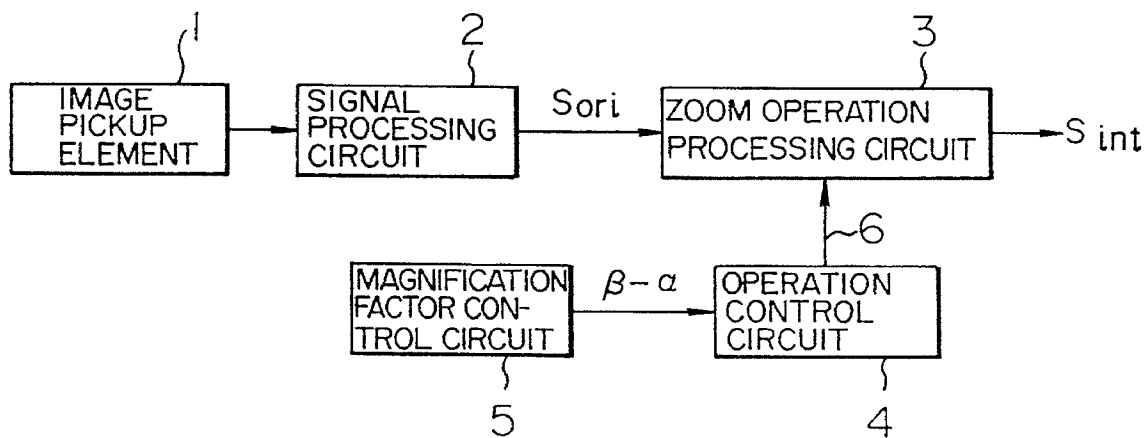 1
2
3
IMAGE
PICKUP
ELEMENT
SIGNAL
PROCESSING
CIRCUIT
Sori
ZOOM OPERATION
PROCESSING CIRCUIT
S int
6
MAGNIFICATION
FACTOR CON-
TROL CIRCUIT
β-α
OPERATION
CONTROL
CIRCUIT
5
4